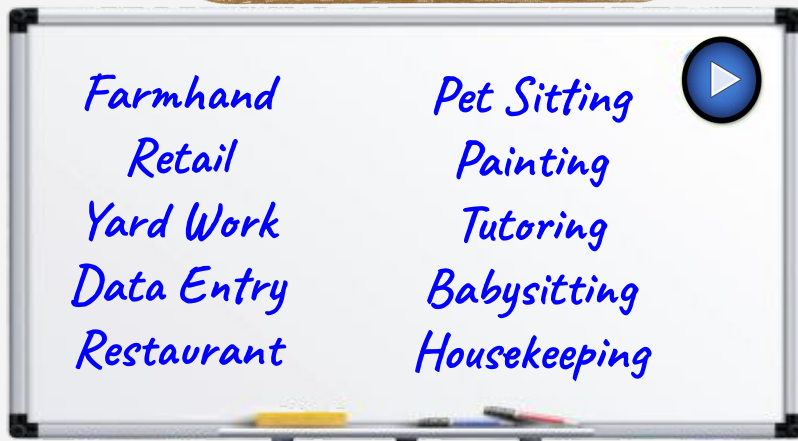 Farmhand
Retail
Yard Work
Data Entry
Restaurant
Pet Sitting
Painting
Tutoring
Babysitting
Housekeeping